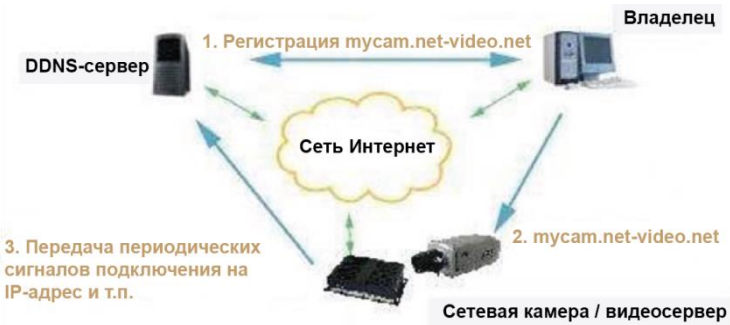 Владелец
1. Регистрация mycam.net-video.net
DDNS-сервер
Сеть Интернет
2. mycam.net-video.net
3. Передача периодических
сигналов подключения на
IP-адрес и т.п.
Сетевая камера / видеосервер